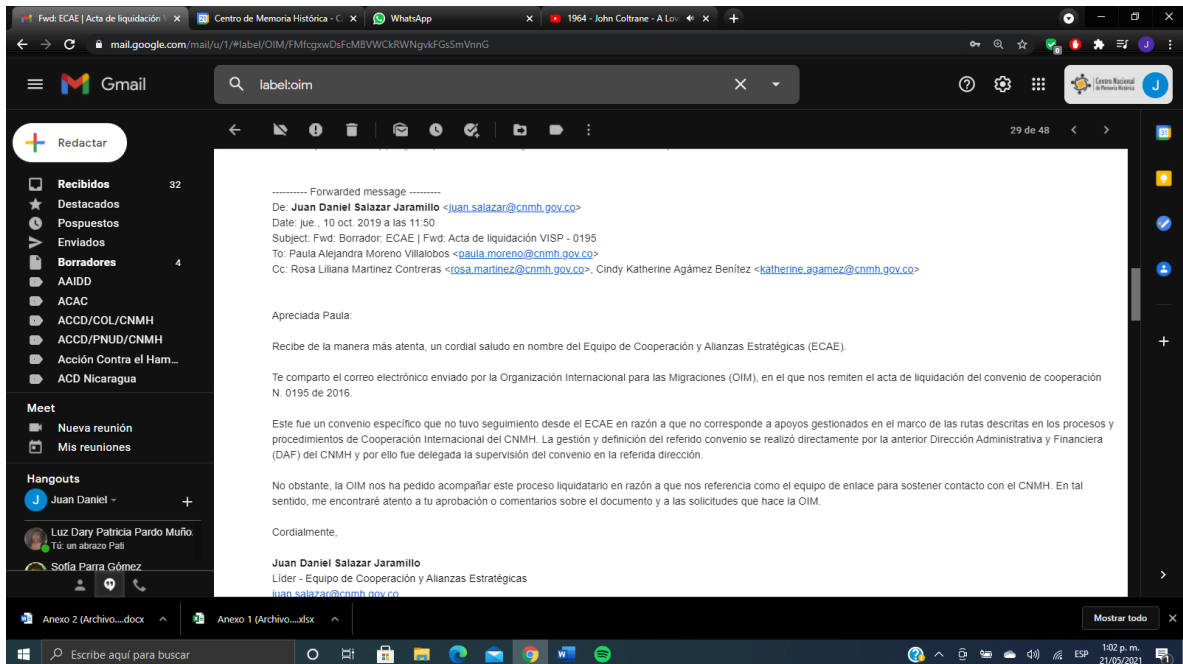 Fwd: ECAE | Acta de liquidación
Centro de Memoria Histórica - C
WhatsApp
1964 - John Coltrane - A Lov
mail.google.com/mail/u/1/#label/OIM/FMfcgxwDsFcMBVWCkRWNgvkFGsSmVnnG
Gmail
label:oim
Centro Nacional
de Memoria Histórica
J
Redactar
29 de 48
Recibidos 32
Destacados
Pospuestos
Enviados
Borradores 4
AAIDD
ACAC
ACCD/COL/CNMH
ACCD/PNUD/CNMH
Acción Contra el Ham...
ACD Nicaragua
Meet
Nueva reunión
Mis reuniones
Hangouts
J Juan Daniel
Luz Dary Patricia Pardo Muño
Tú: un abrazo Pati
Sofía Parra Gómez
---------- Forwarded message ---------
De: Juan Daniel Salazar Jaramillo <juan.salazar@cnmh.gov.co>
Date: jue., 10 oct. 2019 a las 11:50
Subject: Fwd: Borrador: ECAE | Fwd: Acta de liquidación VISP - 0195
To: Paula Alejandra Moreno Villalobos <paula.moreno@cnmh.gov.co>
Cc: Rosa Liliana Martinez Contreras <rosa.martinez@cnmh.gov.co>, Cindy Katherine Agámez Benítez <katherine.agamez@cnmh.gov.co>
Apreciada Paula:
Recibe de la manera más atenta, un cordial saludo en nombre del Equipo de Cooperación y Alianzas Estratégicas (ECAE).
Te comparto el correo electrónico enviado por la Organización Internacional para las Migraciones (OIM), en el que nos remiten el acta de liquidación del convenio de cooperación
N. 0195 de 2016.
Este fue un convenio específico que no tuvo seguimiento desde el ECAE en razón a que no corresponde a apoyos gestionados en el marco de las rutas descritas en los procesos y
procedimientos de Cooperación Internacional del CNMH. La gestión y definición del referido convenio se realizó directamente por la anterior Dirección Administrativa y Financiera
(DAF) del CNMH y por ello fue delegada la supervisión del convenio en la referida dirección.
No obstante, la OIM nos ha pedido acompañar este proceso liquidatario en razón a que nos referencia como el equipo de enlace para sostener contacto con el CNMH. En tal
sentido, me encontraré atento a tu aprobación o comentarios sobre el documento y a las solicitudes que hace la OIM.
Cordialmente,
Juan Daniel Salazar Jaramillo
Líder - Equipo de Cooperación y Alianzas Estratégicas
juan.salazar@cnmh.gov.co
Anexo 2 (Archivo....docx
Anexo 1 (Archivo....xlsx
Mostrar todo
Escribe aquí para buscar
ESP
1:02 p. m.
21/05/2021